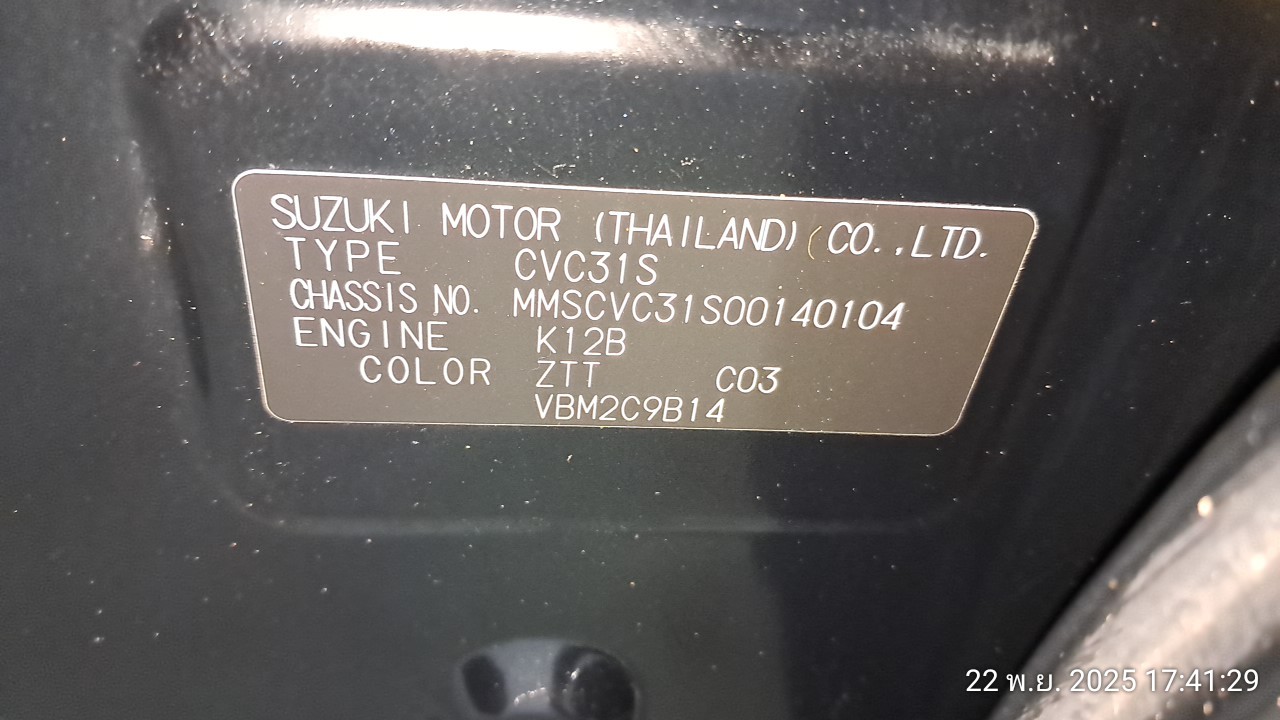 SUZUKI MOTOR (THAILAND) CO.,LTD.
TYPE CVC31S
CHASSIS NO. MMSCVC31S00140104
ENGINE K12B
COLOR ZTT C03
VBM2C9B14
22 พ.ย. 2025 17:41:29